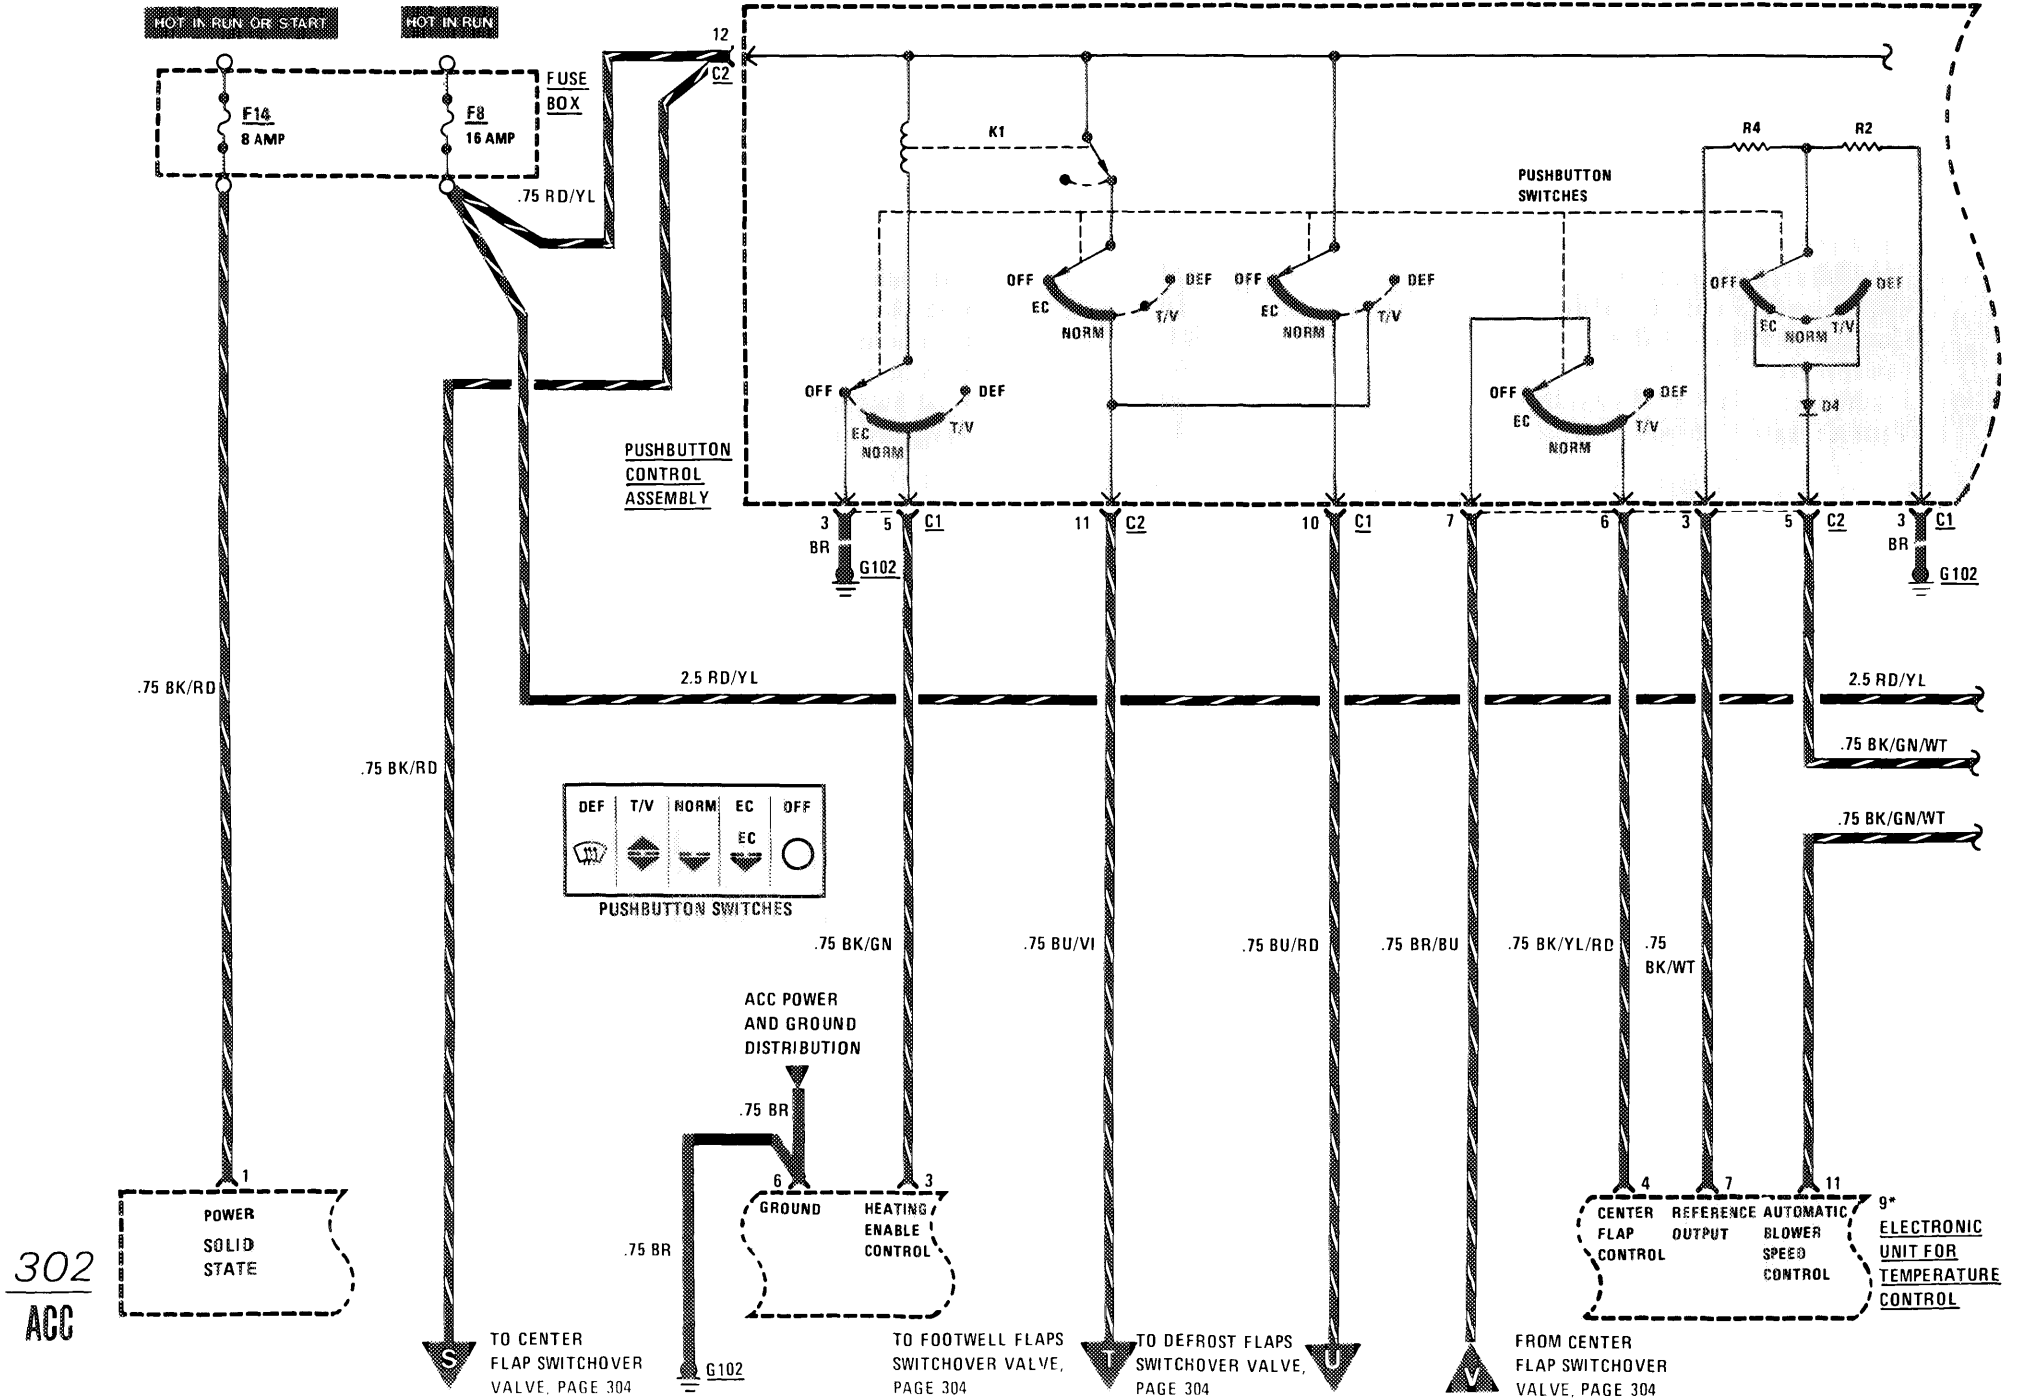 HOT IN RUN OR START
HOT IN RUN
F14
8 AMP
F8
16 AMP
FUSE
BOX
12
C2
.75 RD/YL
K1
R4
R2
PUSHBUTTON
SWITCHES
OFF
EC
NORM
T/V
DEF
OFF
EC
NORM
T/V
DEF
OFF
EC
NORM
T/V
DEF
D4
OFF
EC
NORM
T/V
DEF
OFF
EC
NORM
T/V
DEF
PUSHBUTTON
CONTROL
ASSEMBLY
3
5
C1
11
C2
10
C1
7
6
3
5
C2
3
C1
BR
G102
BR
G102
.75 BK/RD
2.5 RD/YL
2.5 RD/YL
.75 BK/RD
.75 BK/GN/WT
.75 BK/GN/WT
DEF
T/V
NORM
EC
OFF
EC
PUSHBUTTON SWITCHES
.75 BK/GN
.75 BU/VI
.75 BU/RD
.75 BR/BU
.75 BK/YL/RD
.75
BK/WT
ACC POWER
AND GROUND
DISTRIBUTION
.75 BR
1
6
3
4
7
11
POWER
SOLID
STATE
GROUND
HEATING
ENABLE
CONTROL
CENTER
FLAP
CONTROL
REFERENCE
OUTPUT
AUTOMATIC
BLOWER
SPEED
CONTROL
9*
ELECTRONIC
UNIT FOR
TEMPERATURE
CONTROL
.75 BR
302
ACC
S
TO CENTER
FLAP SWITCHOVER
VALVE, PAGE 304
G102
TO FOOTWELL FLAPS
SWITCHOVER VALVE,
PAGE 304
T
TO DEFROST FLAPS
SWITCHOVER VALVE,
PAGE 304
U
V
FROM CENTER
FLAP SWITCHOVER
VALVE, PAGE 304